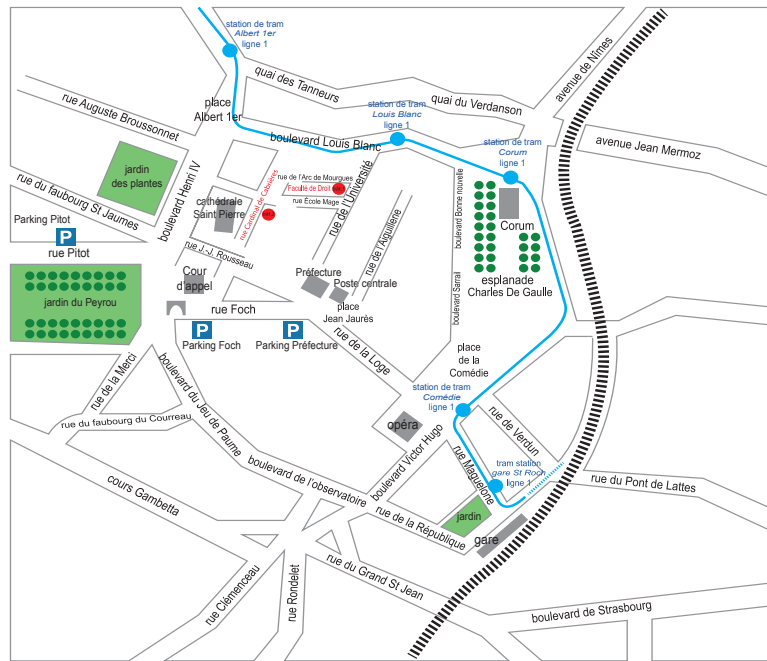 station de tram
Albert 1er
ligne 1
avenue de Nîmes
quai des Tanneurs
quai du Verdanson
rue Auguste Broussonnet
place
Albert 1er
station de tram
Louis Blanc
ligne 1
boulevard Louis Blanc
station de tram
Corum
ligne 1
avenue Jean Mermoz
jardin
des plantes
boulevard Henri IV
rue du faubourg St Jaumes
rue de l'Arc de Mourgues
Faculté de Droit
rue École Mage
rue Cardinal de Cabrières
rue de l'Université
cathédrale
Saint Pierre
boulevard Bonne nouvelle
Corum
Parking Pitot
P
rue Pitot
rue J.-J. Rousseau
rue de l'Aiguillerie
Cour
d'appel
Préfecture
Poste centrale
esplanade
Charles De Gaulle
boulevard Sarrail
jardin du Peyrou
rue Foch
place
Jean Jaurès
P
Parking Foch
P
Parking Préfecture
rue de la Loge
place
de la
Comédie
rue de la Merci
boulevard du Jeu de Paume
station de tram
Comédie
ligne 1
rue du faubourg du Courreau
opéra
rue de Verdun
boulevard Victor Hugo
rue Maguelone
tram station
gare St Roch
ligne 1
cours Gambetta
boulevard de l'observatoire
rue du Pont de Lattes
rue de la République
jardin
gare
rue Clémenceau
rue Rondelet
rue du Grand St Jean
boulevard de Strasbourg